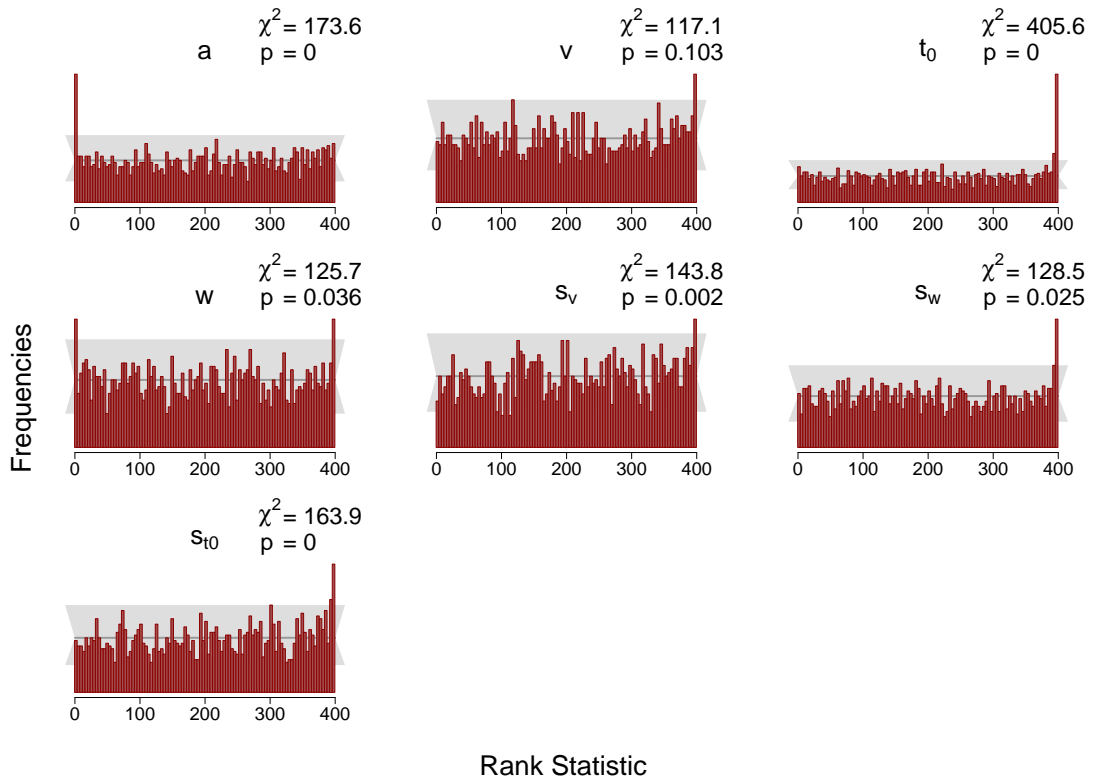 a χ² = 173.6
p = 0
v χ² = 117.1
p = 0.103
t₀ χ² = 405.6
p = 0
0 100 200 300 400
0 100 200 300 400
0 100 200 300 400
w χ² = 125.7
p = 0.036
sᵥ χ² = 143.8
p = 0.002
s_w χ² = 128.5
p = 0.025
0 100 200 300 400
0 100 200 300 400
0 100 200 300 400
Frequencies
s_t0 χ² = 163.9
p = 0
0 100 200 300 400
Rank Statistic